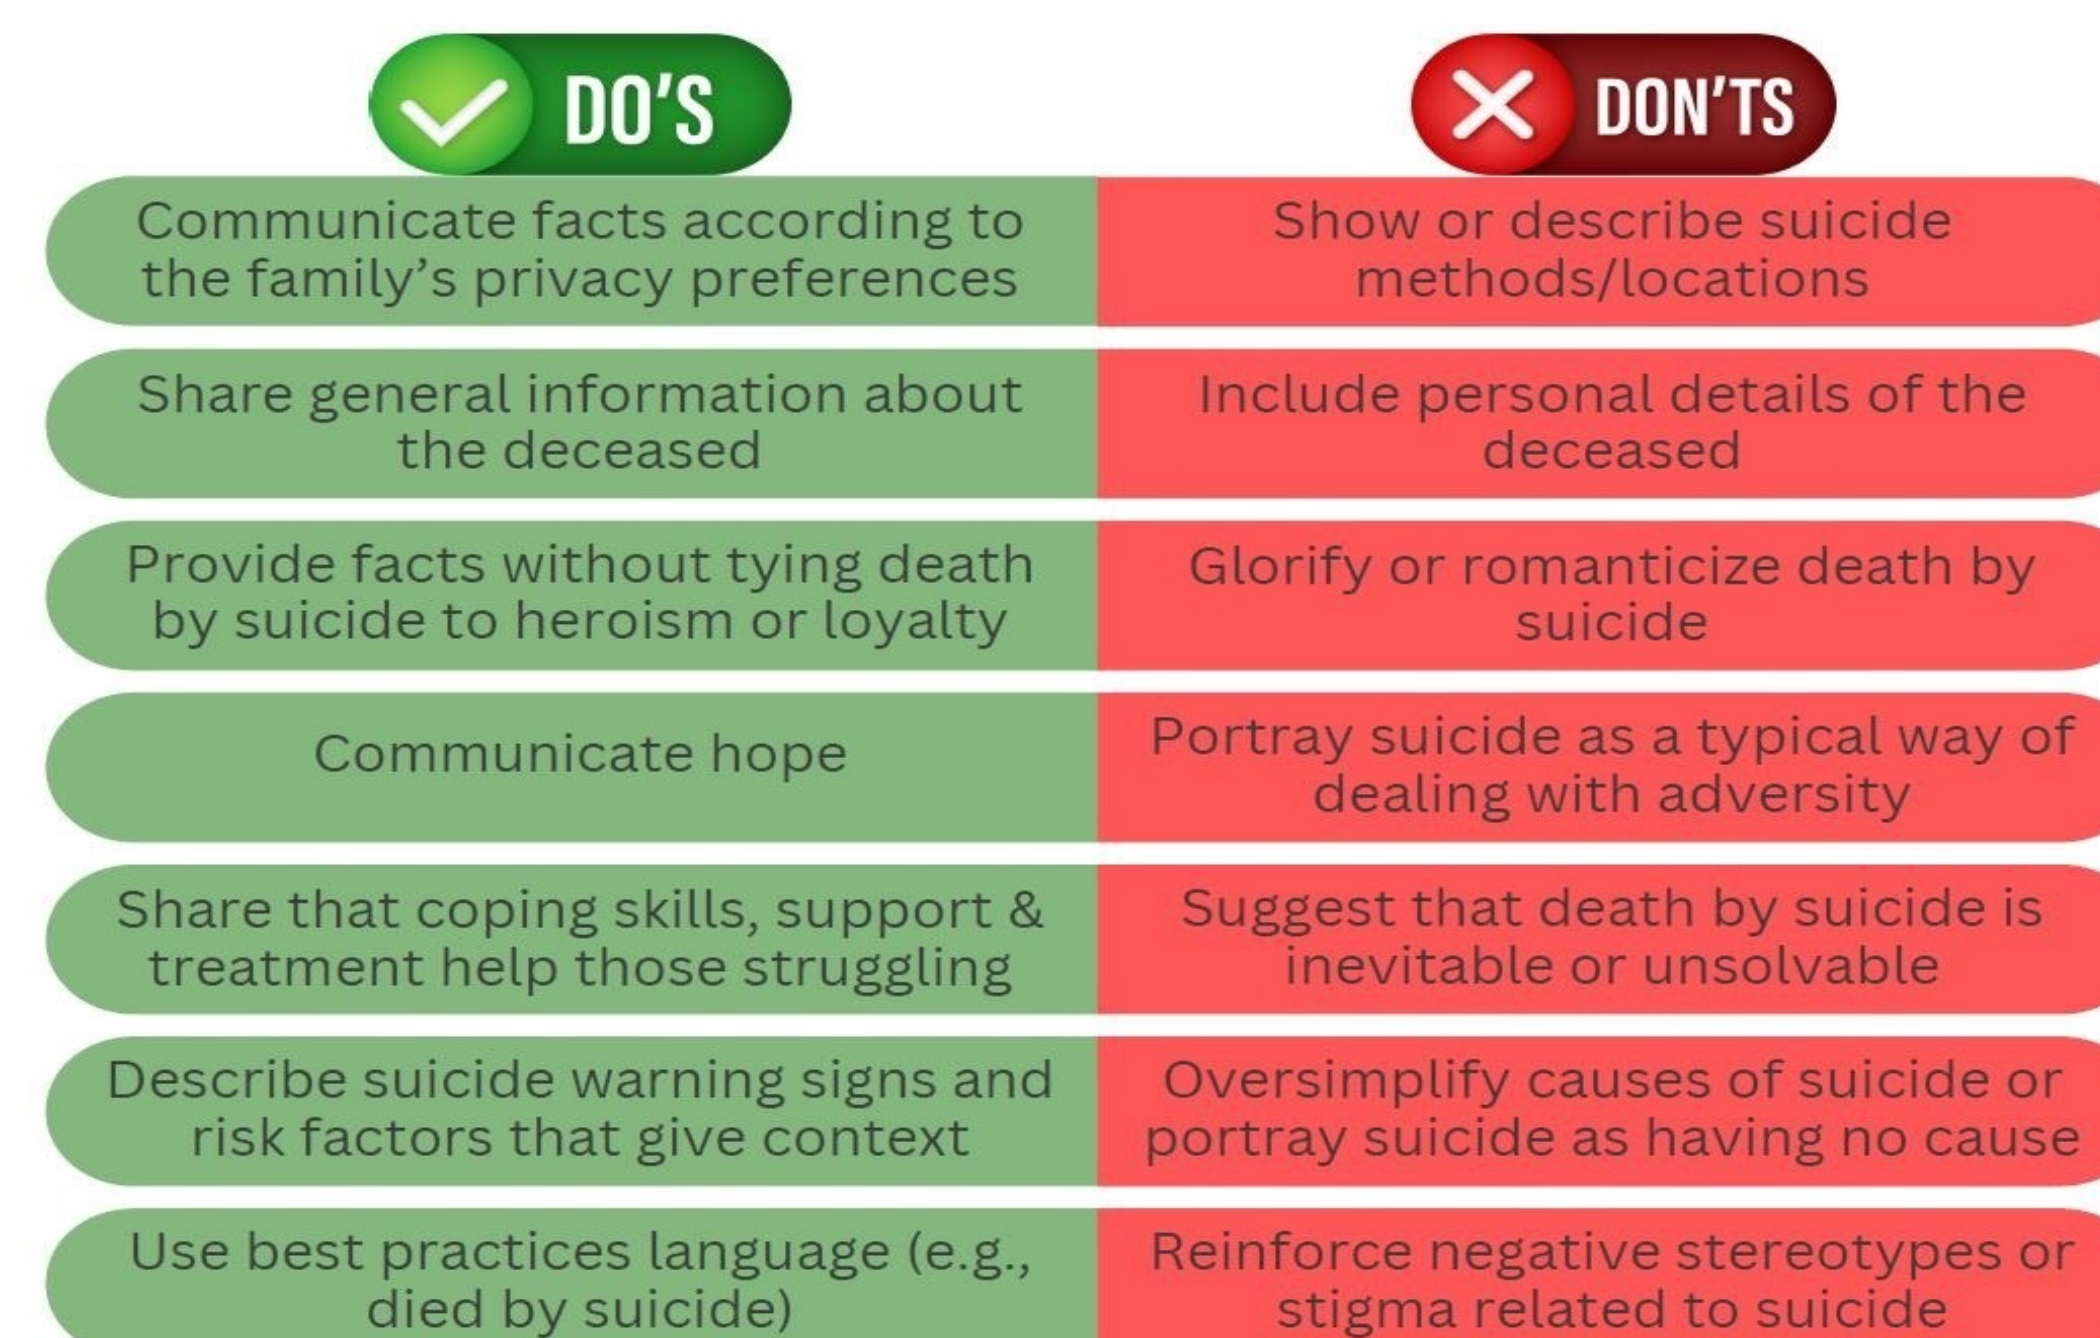 DO'S
DON'TS
Communicate facts according to
the family's privacy preferences
Show or describe suicide
methods/locations
Share general information about
the deceased
Include personal details of the
deceased
Provide facts without tying death
by suicide to heroism or loyalty
Glorify or romanticize death by
suicide
Communicate hope
Portray suicide as a typical way of
dealing with adversity
Share that coping skills, support &
treatment help those struggling
Suggest that death by suicide is
inevitable or unsolvable
Describe suicide warning signs and
risk factors that give context
Oversimplify causes of suicide or
portray suicide as having no cause
Use best practices language (e.g.,
died by suicide)
Reinforce negative stereotypes or
stigma related to suicide